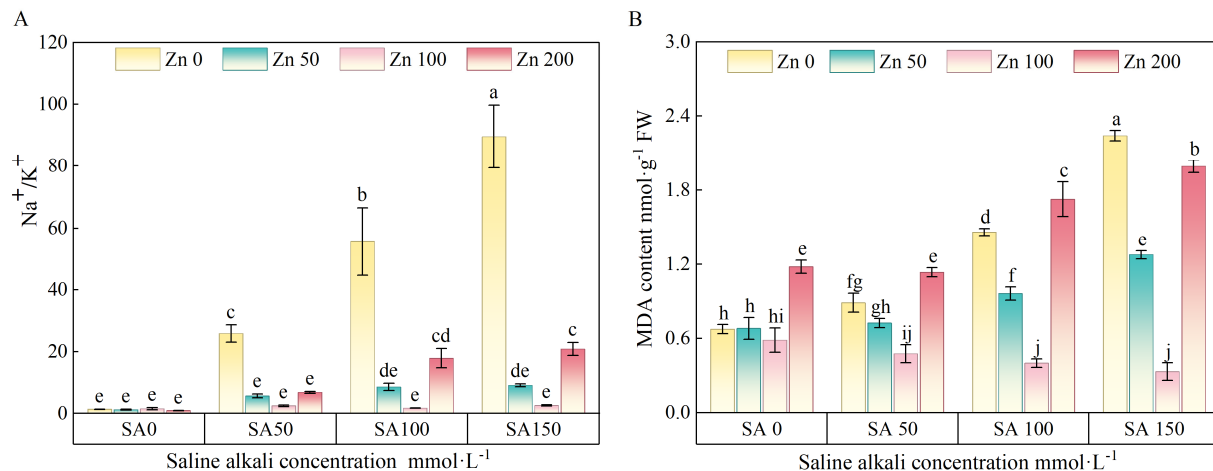 A
120
100
80
60
40
20
0
Na+/K+
Zn 0 Zn 50 Zn 100 Zn 200
e e e e
c e e e
b de e cd
a de e c
SA0 SA50 SA100 SA150
Saline alkali concentration mmol·L-1
B
3.0
2.4
1.8
1.2
0.6
0.0
MDA content nmol·g-1 FW
Zn 0 Zn 50 Zn 100 Zn 200
h h hi e
fg gh ij e
d f j c
a e j b
SA 0 SA 50 SA 100 SA 150
Saline alkali concentration mmol·L-1